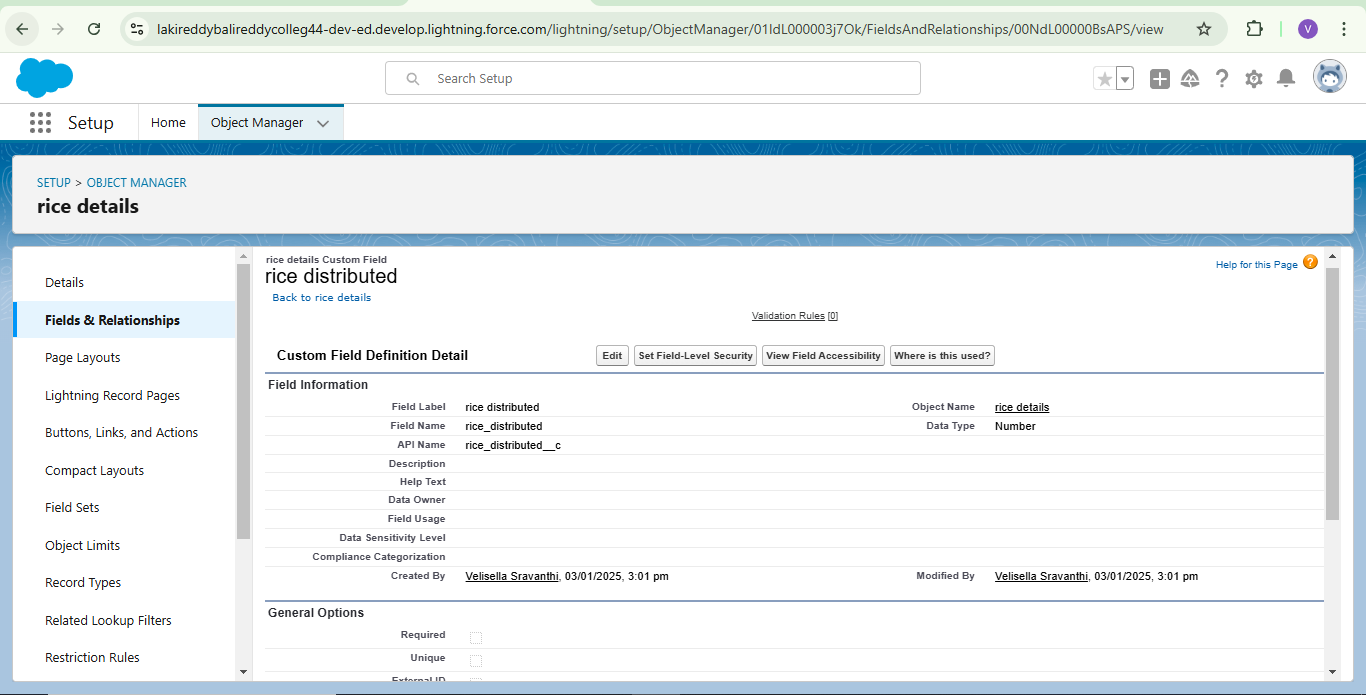 lakireddybalireddycolleg44-dev-ed.develop.lightning.force.com/lightning/setup/ObjectManager/01IdL000003j7Ok/FieldsAndRelationships/00NdL00000BsAPS/view
V
Search Setup
Setup
Home
Object Manager
SETUP > OBJECT MANAGER
rice details
Details
Fields & Relationships
Page Layouts
Lightning Record Pages
Buttons, Links, and Actions
Compact Layouts
Field Sets
Object Limits
Record Types
Related Lookup Filters
Restriction Rules
rice details Custom Field
rice distributed
Back to rice details
Help for this Page ?
Validation Rules [0]
Custom Field Definition Detail
Edit
Set Field-Level Security
View Field Accessibility
Where is this used?
Field Information
Field Label rice distributed Object Name rice details
Field Name rice_distributed Data Type Number
API Name rice_distributed__c
Description
Help Text
Data Owner
Field Usage
Data Sensitivity Level
Compliance Categorization
Created By Velisella Sravanthi, 03/01/2025, 3:01 pm Modified By Velisella Sravanthi, 03/01/2025, 3:01 pm
General Options
Required
Unique
External ID